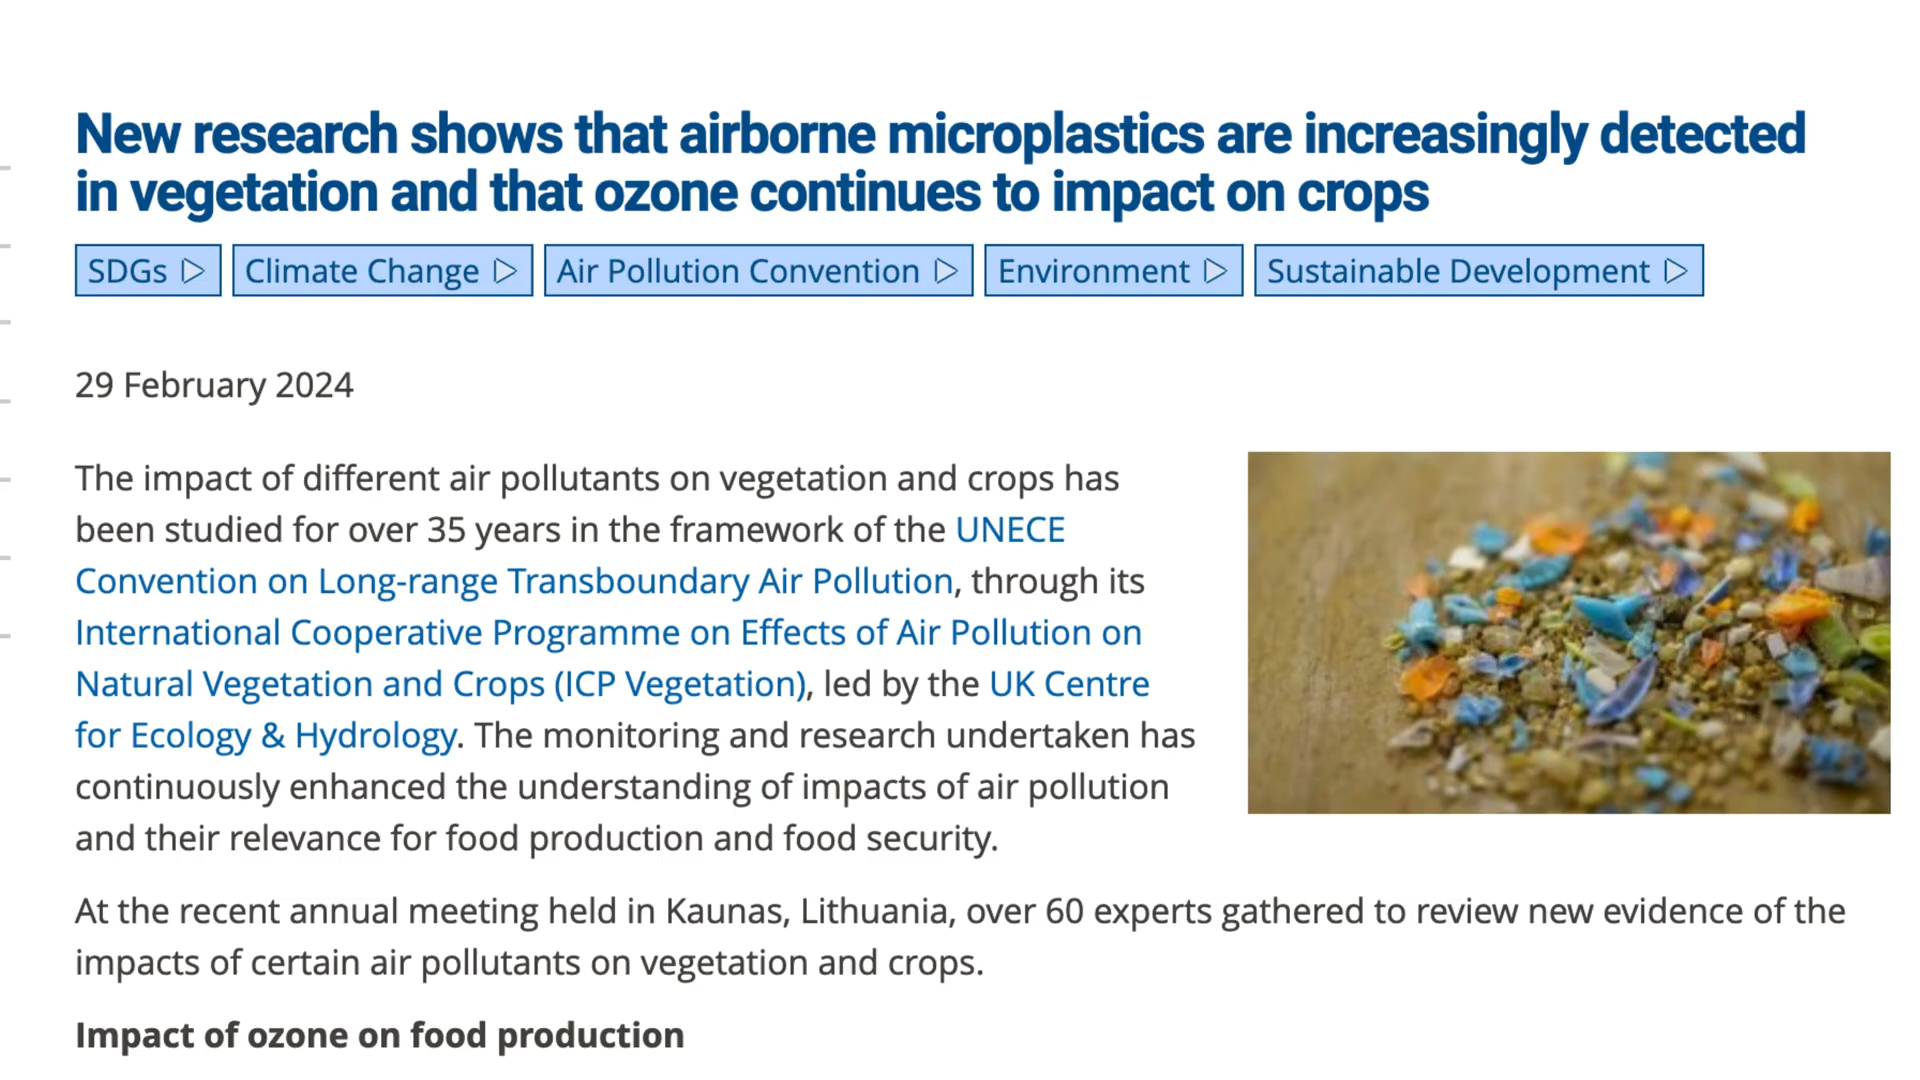 New research shows that airborne microplastics are increasingly detected
in vegetation and that ozone continues to impact on crops
SDGs
Climate Change
Air Pollution Convention
Environment
Sustainable Development
29 February 2024
The impact of different air pollutants on vegetation and crops has
been studied for over 35 years in the framework of the UNECE
Convention on Long-range Transboundary Air Pollution, through its
International Cooperative Programme on Effects of Air Pollution on
Natural Vegetation and Crops (ICP Vegetation), led by the UK Centre
for Ecology & Hydrology. The monitoring and research undertaken has
continuously enhanced the understanding of impacts of air pollution
and their relevance for food production and food security.
At the recent annual meeting held in Kaunas, Lithuania, over 60 experts gathered to review new evidence of the
impacts of certain air pollutants on vegetation and crops.
Impact of ozone on food production